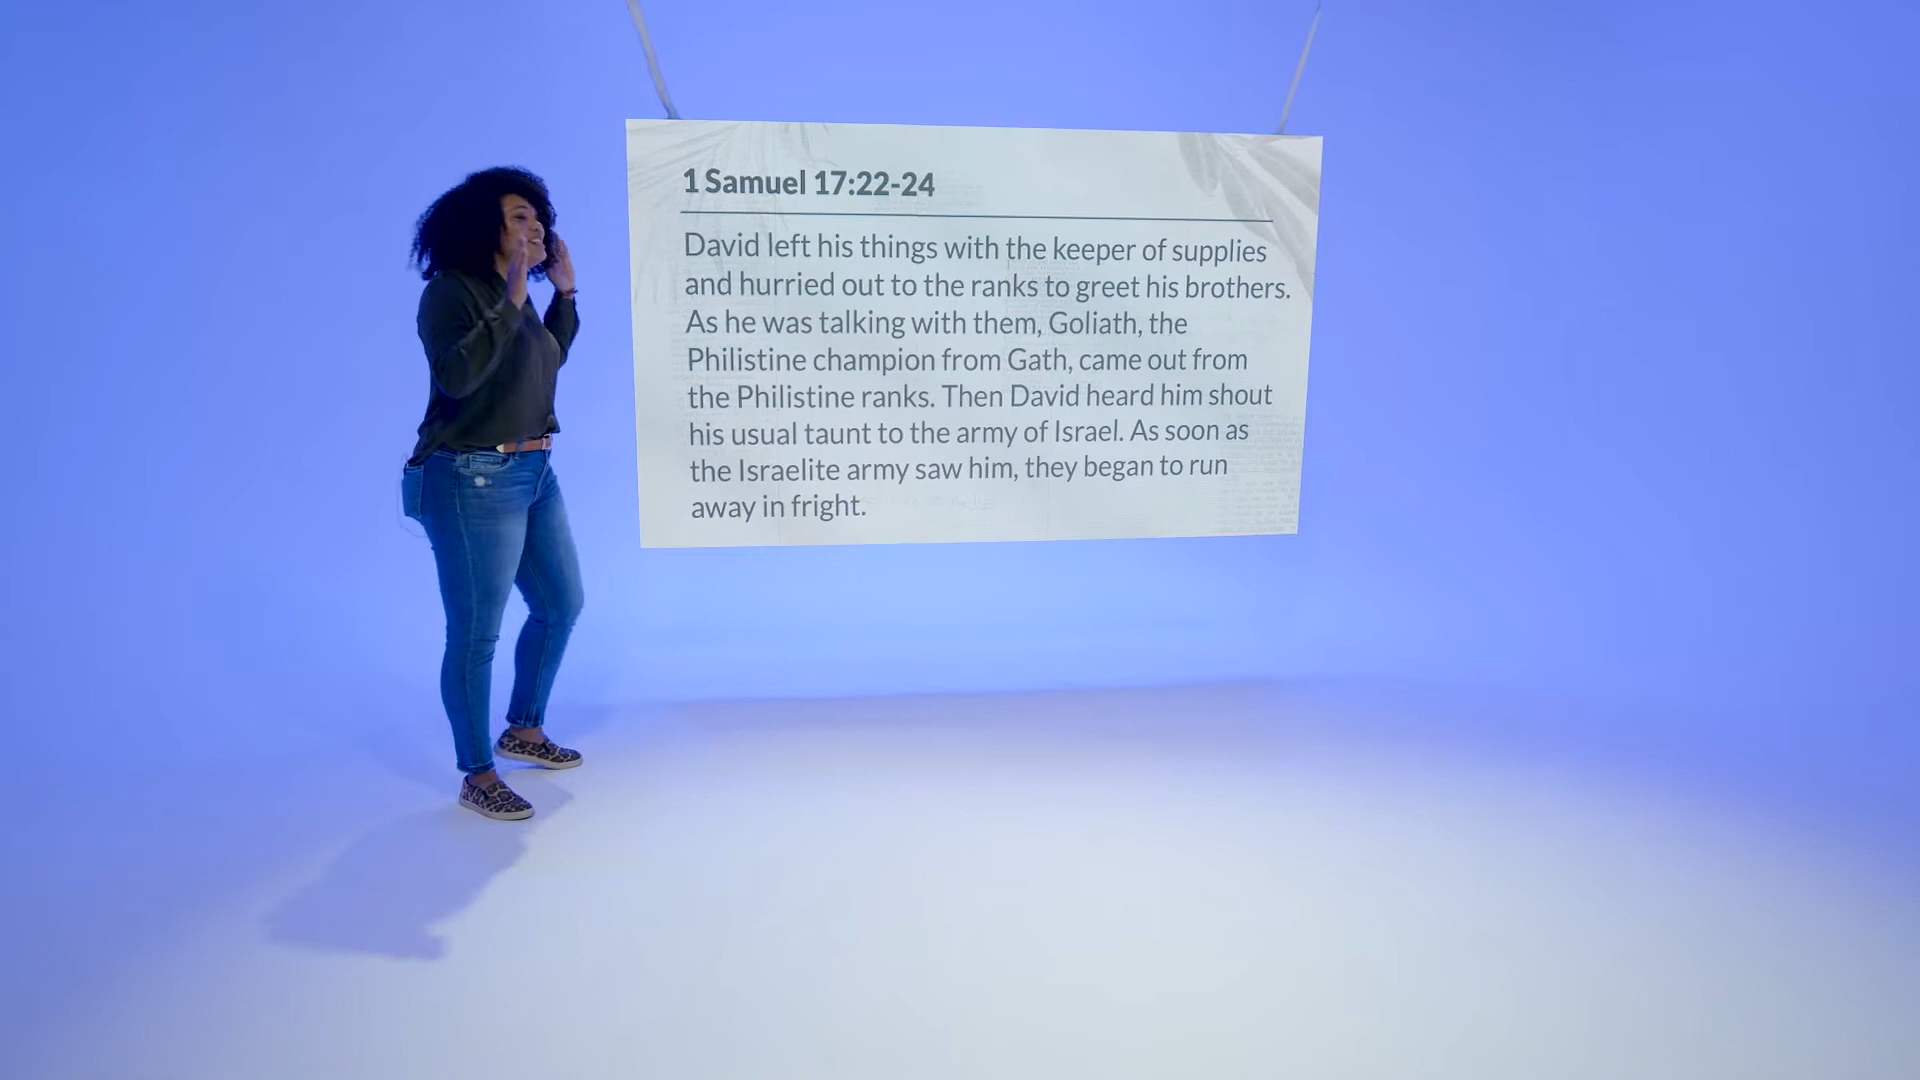 1 Samuel 17:22-24
David left his things with the keeper of supplies
and hurried out to the ranks to greet his brothers.
As he was talking with them, Goliath, the
Philistine champion from Gath, came out from
the Philistine ranks. Then David heard him shout
his usual taunt to the army of Israel. As soon as
the Israelite army saw him, they began to run
away in fright.